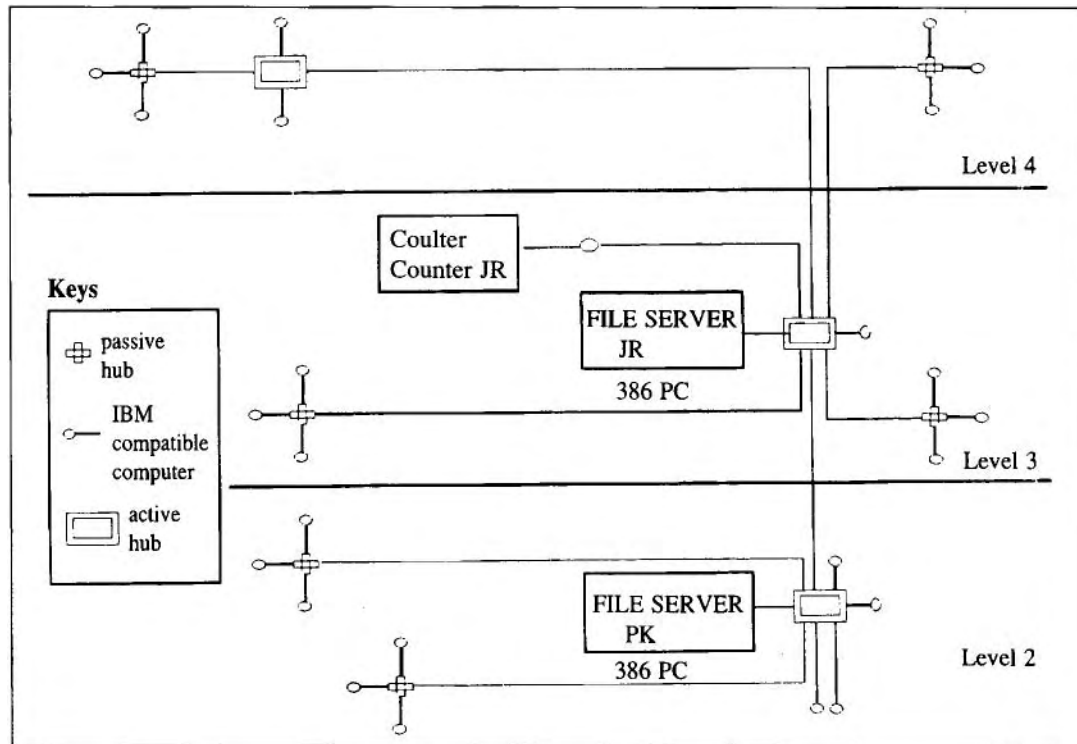 Level 4
Coulter
Counter JR
Keys
passive
hub
IBM
compatible
computer
active
hub
FILE SERVER
JR
386 PC
Level 3
FILE SERVER
PK
386 PC
Level 2